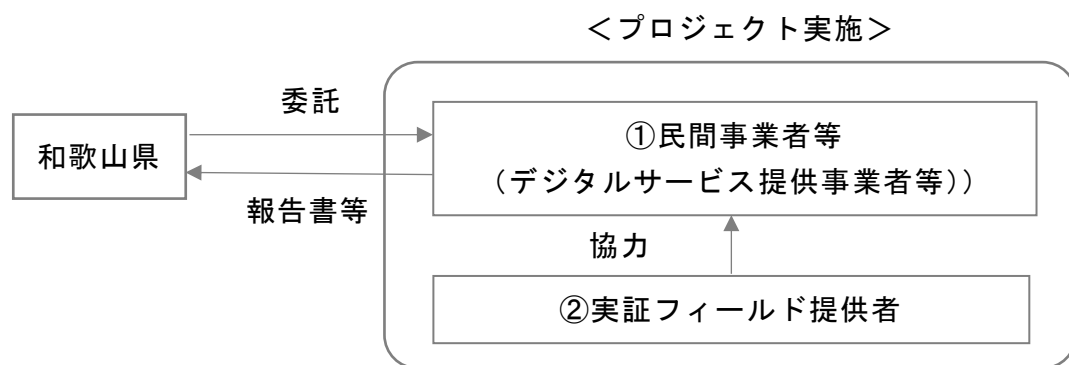 ＜プロジェクト実施＞
委託
和歌山県
報告書等
①民間事業者等
（デジタルサービス提供事業者等））
協力
②実証フィールド提供者